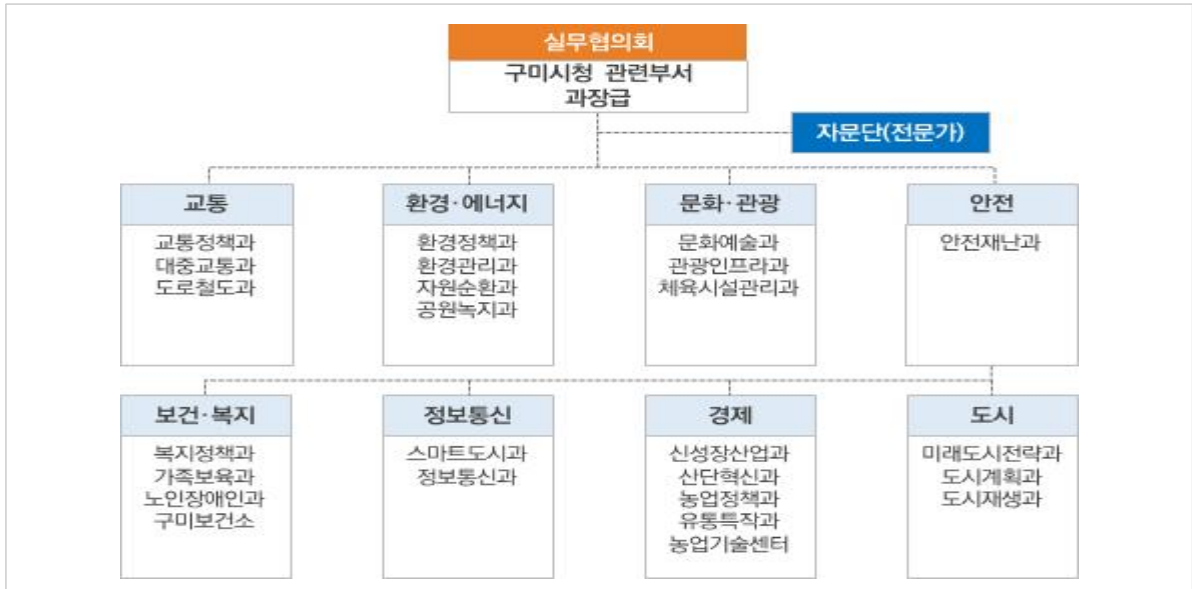 실무협의회
구미시청 관련부서
과장급
자문단(전문가)
교통
교통정책과
대중교통과
도로철도과
환경·에너지
환경정책과
환경관리과
자원순환과
공원녹지과
문화·관광
문화예술과
관광인프라과
체육시설관리과
안전
안전재난과
보건·복지
복지정책과
가족보육과
노인장애인과
구미보건소
정보통신
스마트도시과
정보통신과
경제
신성장산업과
산단혁신과
농업정책과
유통특작과
농업기술센터
도시
미래도시전략과
도시계획과
도시재생과